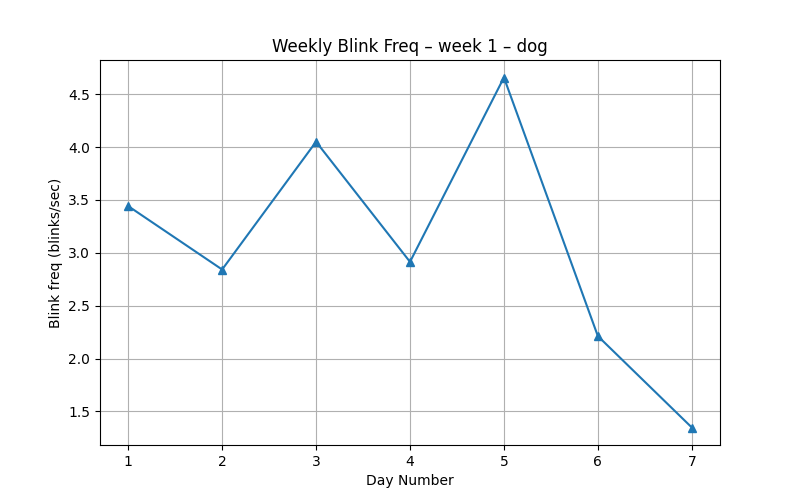 Weekly Blink Freq – week 1 – dog
4.5
4.0
3.5
3.0
2.5
2.0
1.5
Blink freq (blinks/sec)
1 2 3 4 5 6 7
Day Number